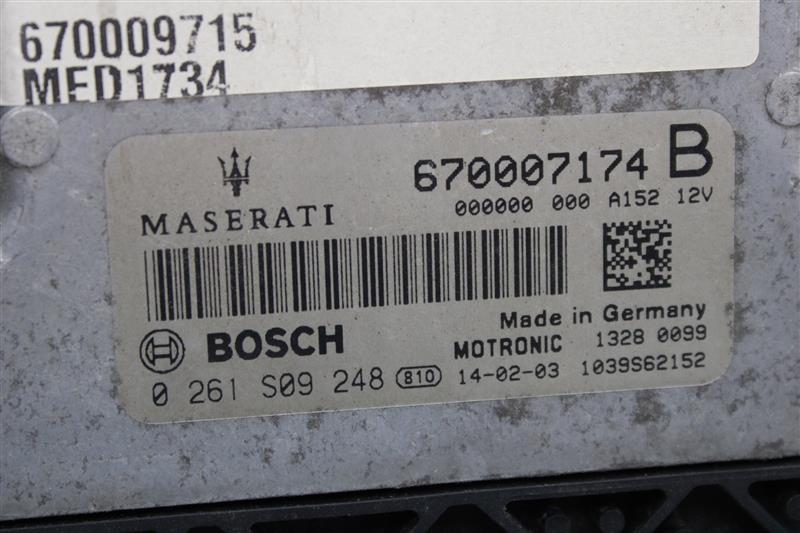 670009715
MED1734
670007174 B
000000 000 A152 12V
MASERATI
Made in Germany
BOSCH
MOTRONIC 1328 0099
0 261 S09 248 810 14-02-03 1039S62152